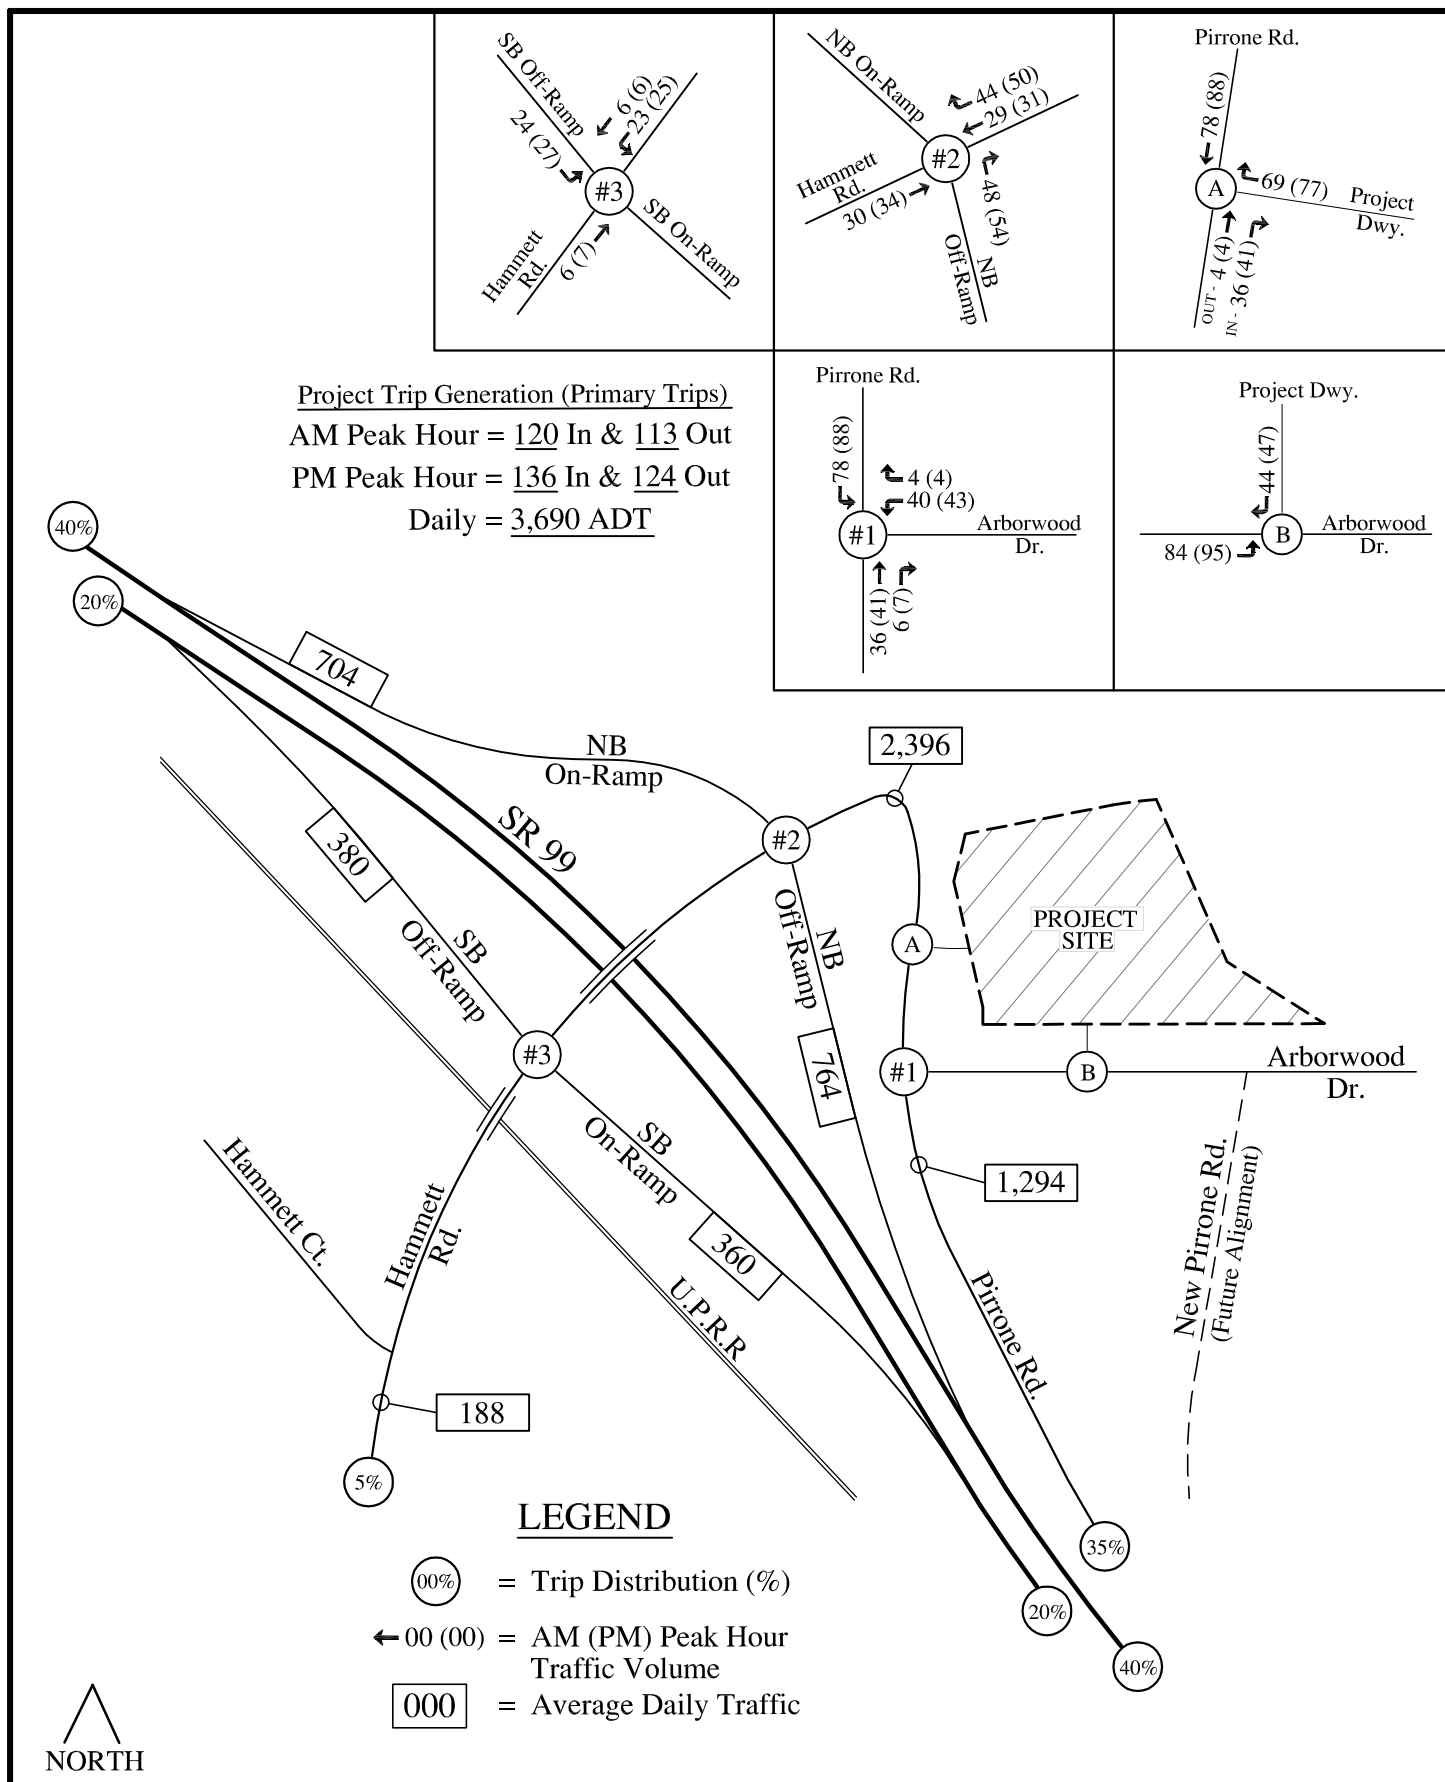 SB Off-Ramp
6 (6)
23 (25)
24 (27)
#3
SB On-Ramp
Hammett
Rd.
6 (7)
NB On-Ramp
44 (50)
29 (31)
#2
Hammett
Rd.
30 (34)
48 (54)
NB
Off-Ramp
Pirrone Rd.
78 (88)
A
69 (77)
Project
Dwy.
OUT - 4 (4)
IN - 36 (41)
Project Trip Generation (Primary Trips)
AM Peak Hour = 120 In & 113 Out
PM Peak Hour = 136 In & 124 Out
Daily = 3,690 ADT
Pirrone Rd.
78 (88)
4 (4)
40 (43)
#1
Arborwood
Dr.
36 (41)
6 (7)
Project Dwy.
44 (47)
84 (95)
B
Arborwood
Dr.
40%
20%
704
NB
On-Ramp
2,396
SR 99
380
SB
Off-Ramp
#2
NB
Off-Ramp
A
PROJECT
SITE
#3
764
#1
B
Arborwood
Dr.
SB
On-Ramp
360
1,294
Hammett Ct.
Hammett
Rd.
U.P.R.R
Pirrone Rd.
New Pirrone Rd.
(Future Alignment)
188
5%
35%
20%
40%
LEGEND
00% = Trip Distribution (%)
00 (00) = AM (PM) Peak Hour
Traffic Volume
000 = Average Daily Traffic
NORTH